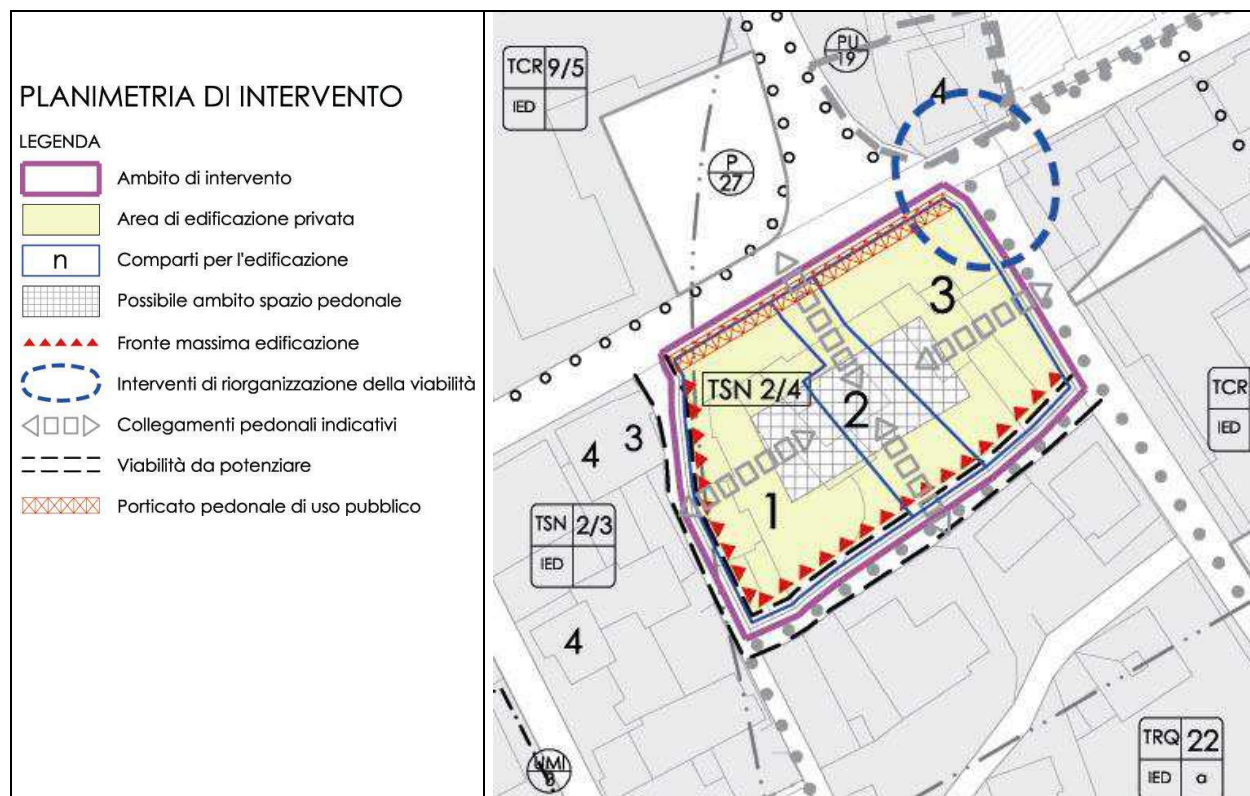 PLANIMETRIA DI INTERVENTO
LEGENDA
Ambito di intervento
Area di edificazione privata
n
Comparti per l'edificazione
Possibile ambito spazio pedonale
Fronte massima edificazione
Interventi di riorganizzazione della viabilità
Collegamenti pedonali indicativi
Viabilità da potenziare
Porticato pedonale di uso pubblico
TCR 9/5
IED
PU
19
4
P
27
3
TSN 2/4
2
TCR
IED
3
4
1
TSN 2/3
IED
4
TRQ 22
IED a
UMI
8